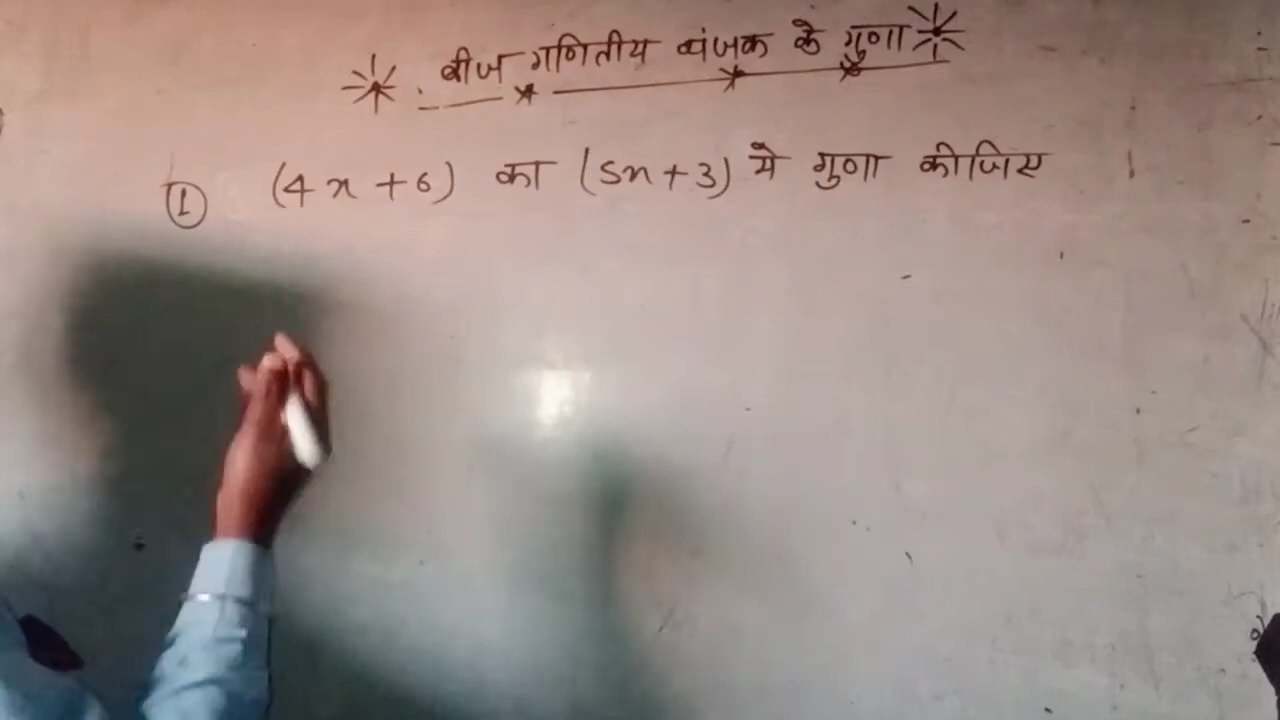 बीज गणितीय व्यंजक के गुणा
① (4x+6) का (5x+3) से गुणा कीजिए